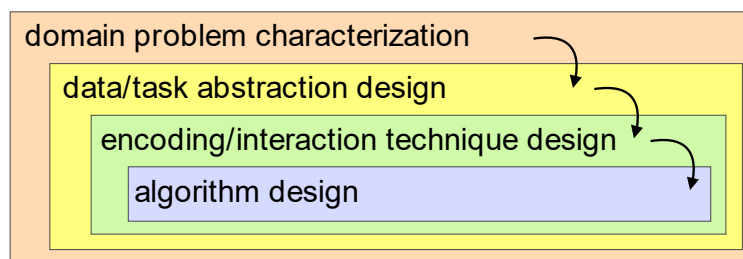 domain problem characterization
data/task abstraction design
encoding/interaction technique design
algorithm design